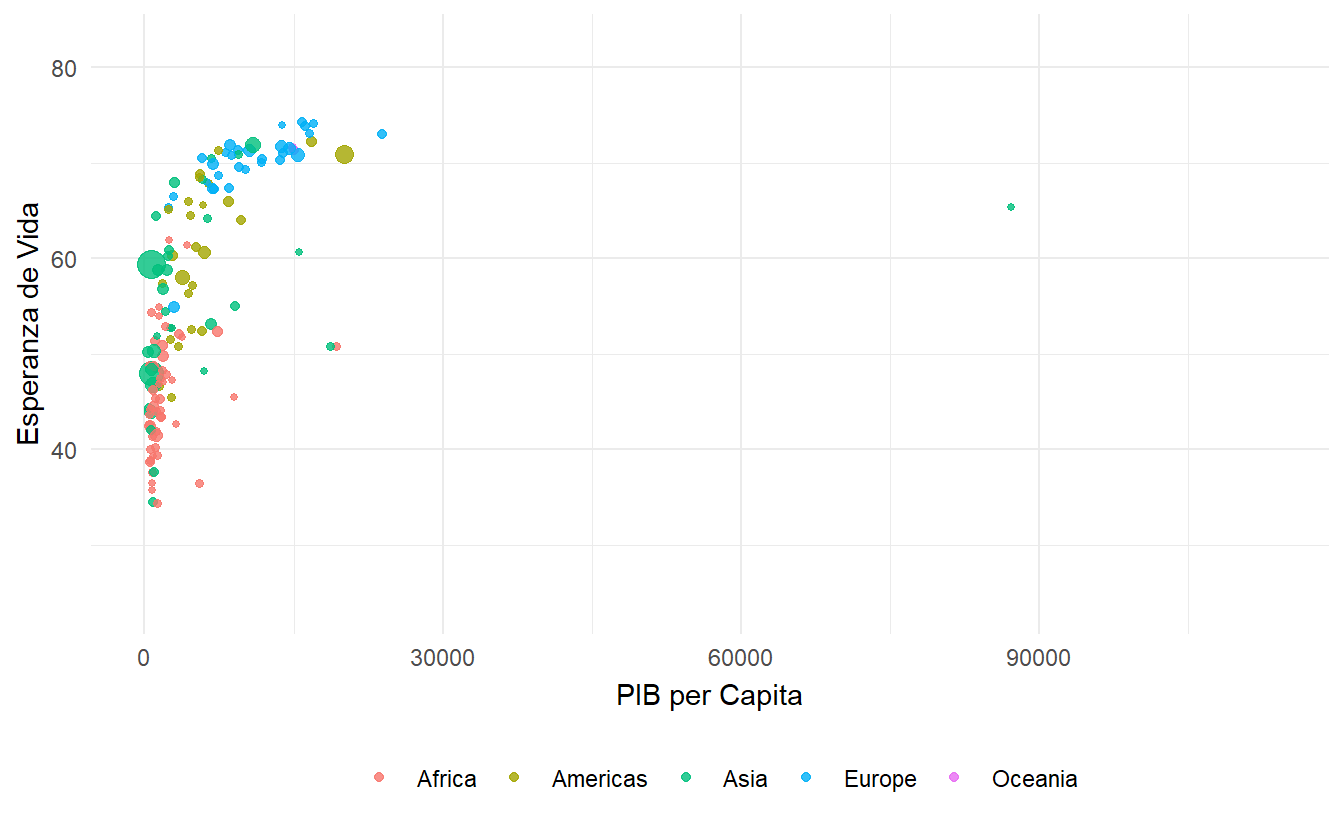 80
60
40
Esperanza de Vida
0 30000 60000 90000
PIB per Capita
Africa Americas Asia Europe Oceania